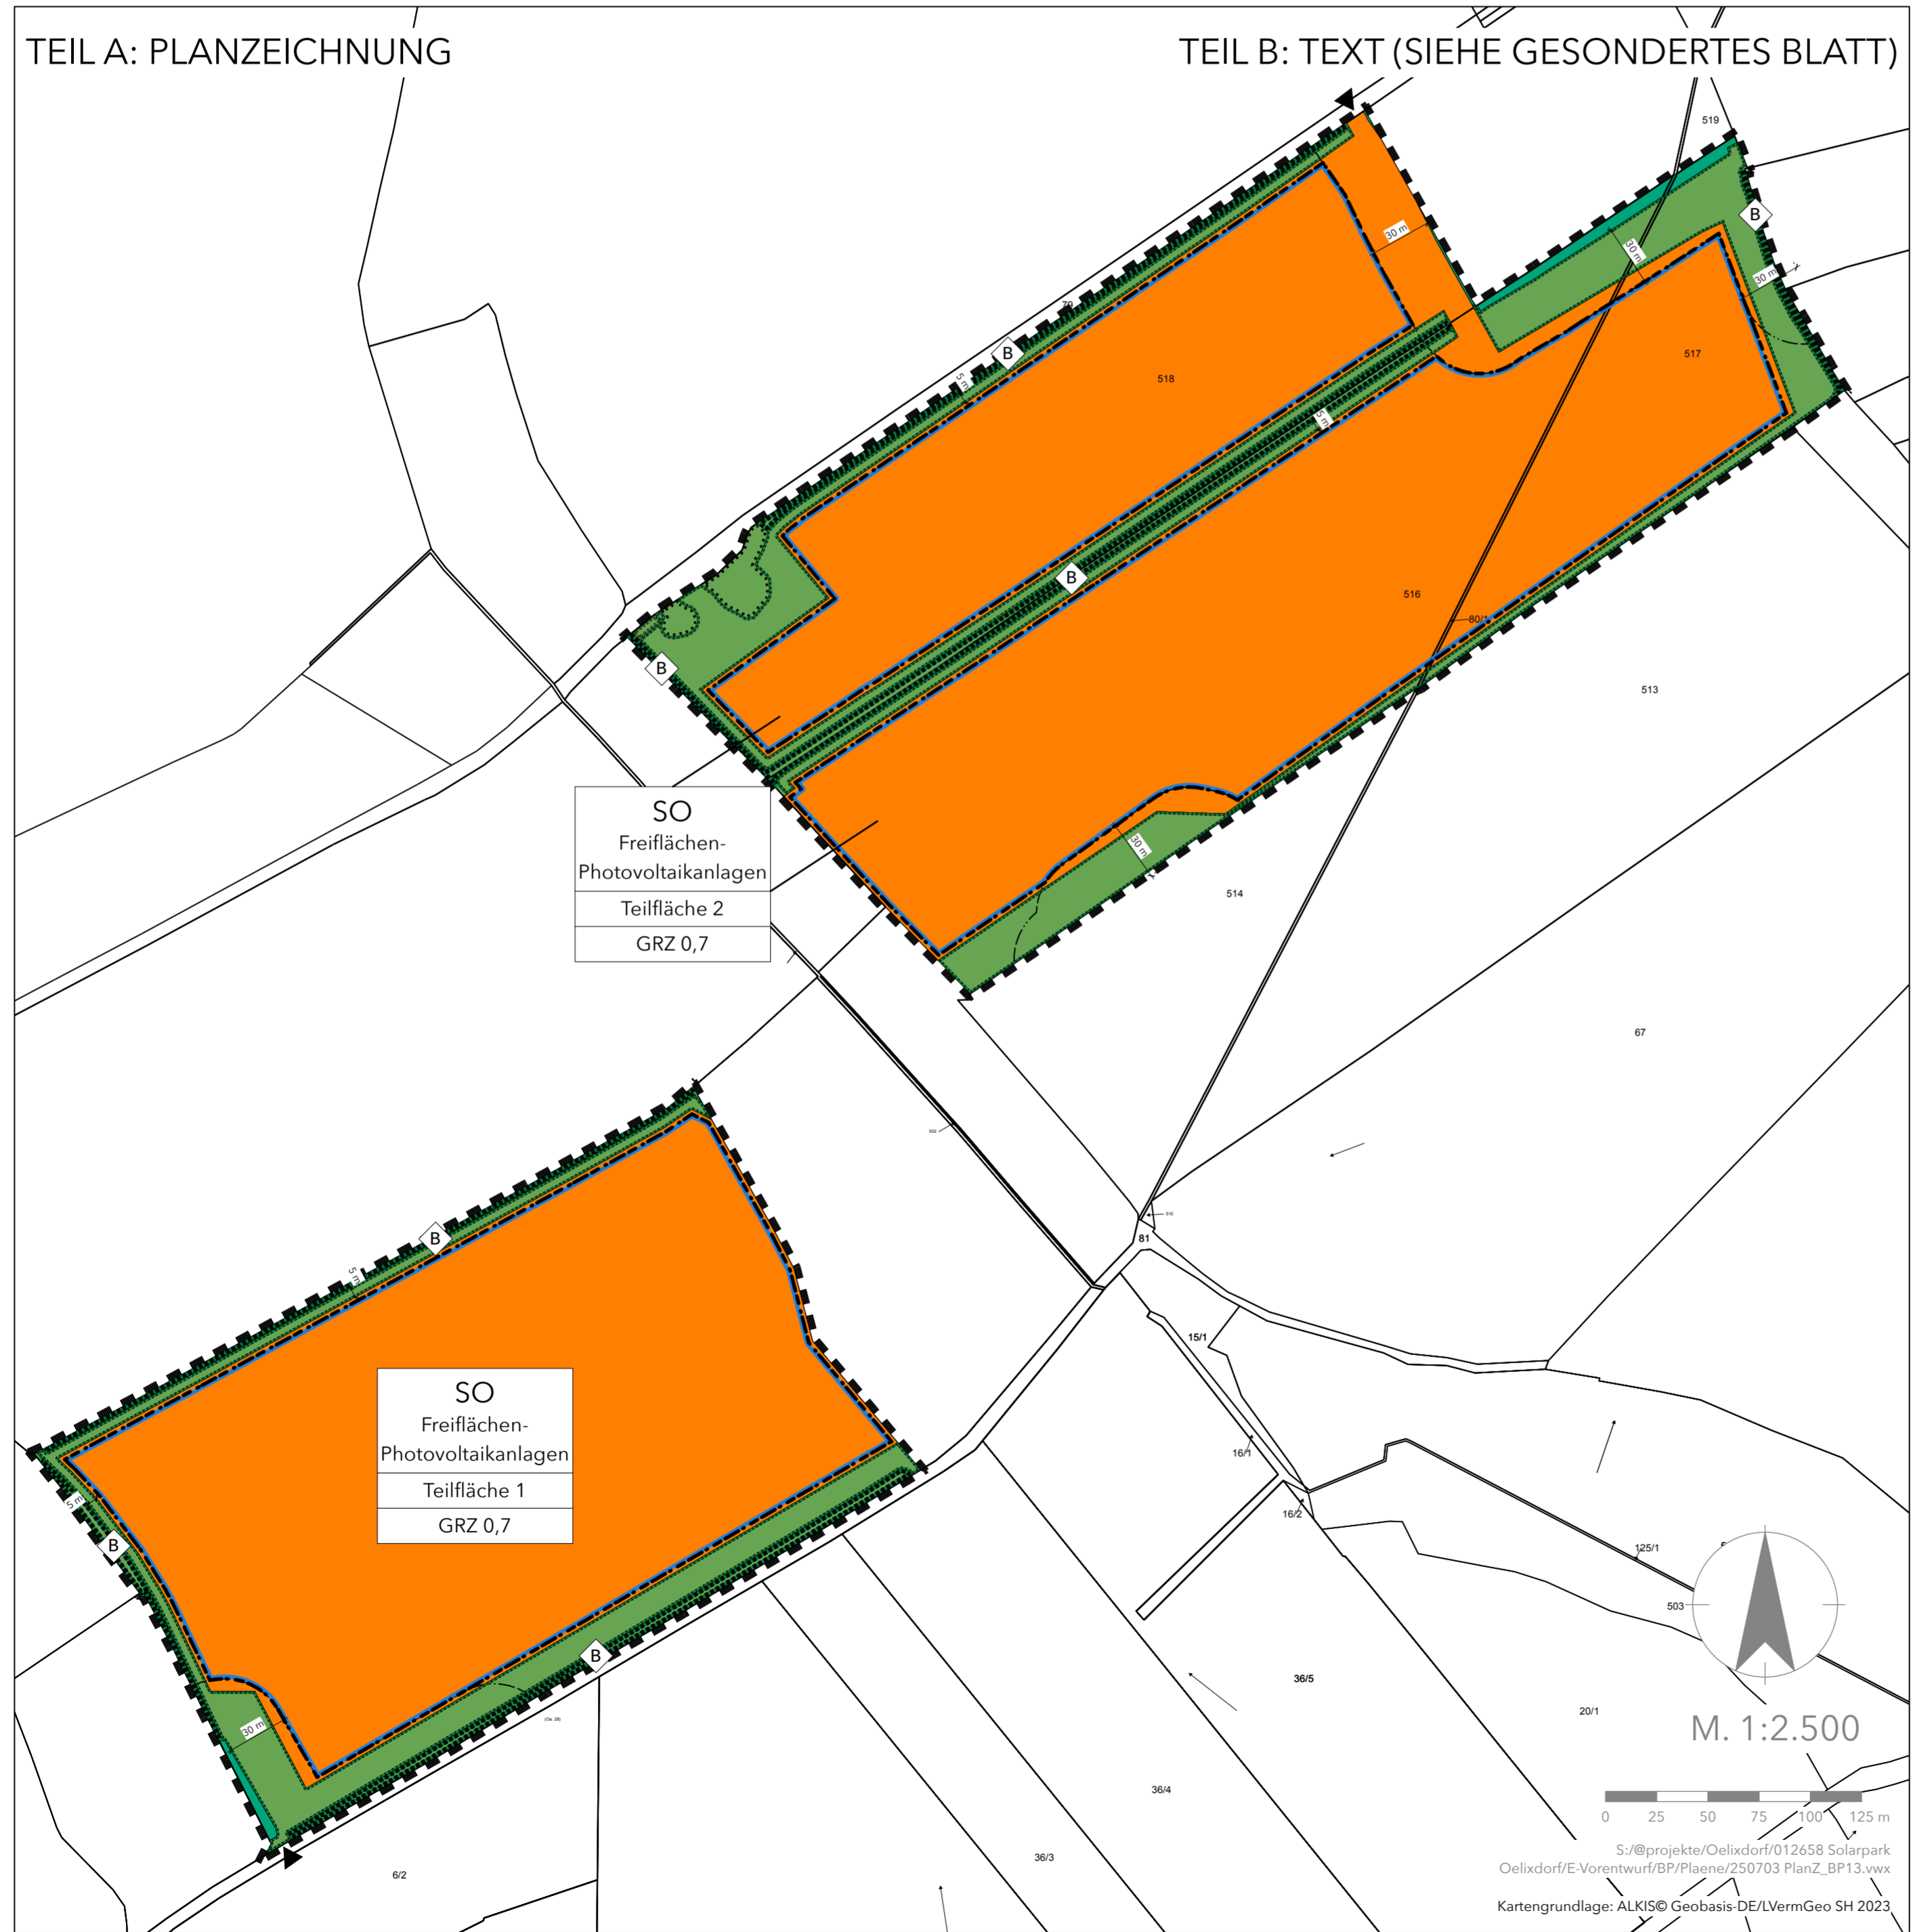 TEIL A: PLANZEICHNUNG
TEIL B: TEXT (SIEHE GESONDERTES BLATT)
519
B
30 m
30 m
30 m
79
B
5 m
518
517
5 m
B
516
80/1
B
513
SO
Freiflächen-
Photovoltaikanlagen
Teilfläche 2
GRZ 0,7
30 m
514
67
B
5 m
81
15/1
SO
Freiflächen-
Photovoltaikanlagen
Teilfläche 1
GRZ 0,7
5 m
B
16/1
16/2
125/1
503
B
30 m
36/5
20/1
M. 1:2.500
36/4
0 25 50 75 100 125 m
36/3
6/2
S:/@projekte/Oelixdorf/012658 Solarpark
Oelixdorf/E-Vorentwurf/BP/Plaene/250703 PlanZ_BP13.vwx
Kartengrundlage: ALKIS© Geobasis-DE/LVermGeo SH 2023